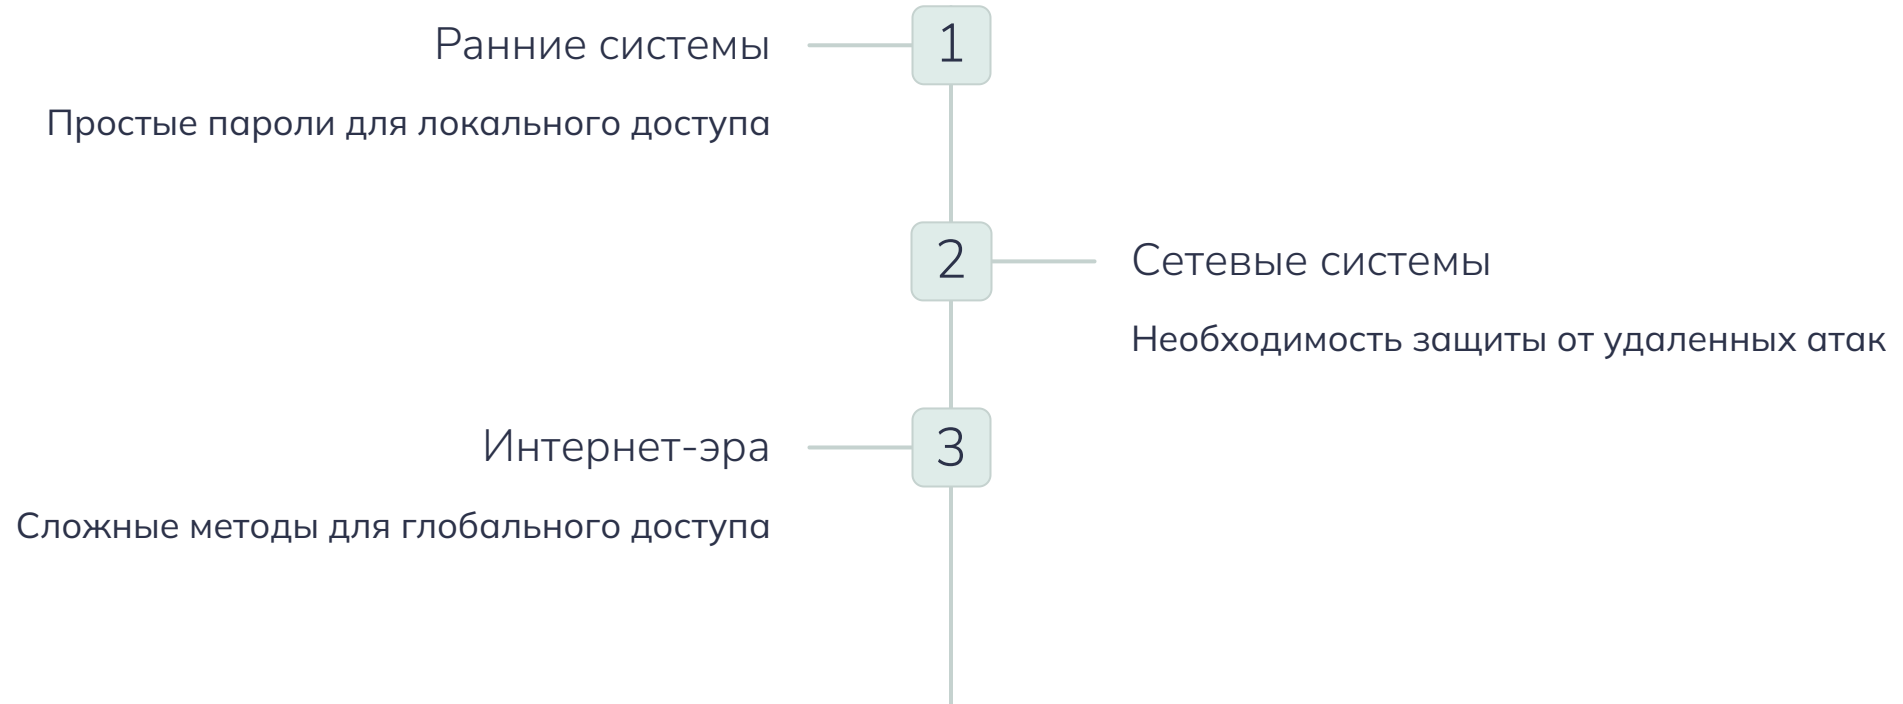 Ранние системы
1
Простые пароли для локального доступа
2
Сетевые системы
Необходимость защиты от удаленных атак
Интернет-эра
3
Сложные методы для глобального доступа